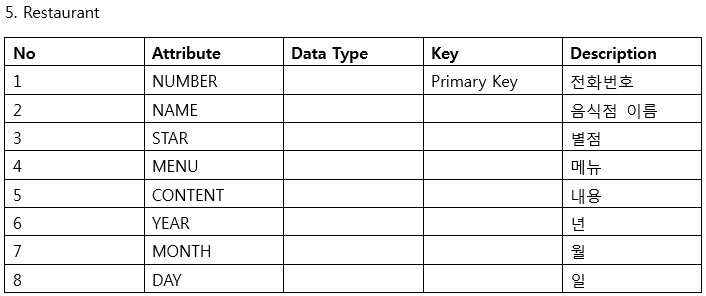 5. Restaurant
No Attribute Data Type Key Description
1 NUMBER Primary Key 전화번호
2 NAME 음식점 이름
3 STAR 별점
4 MENU 메뉴
5 CONTENT 내용
6 YEAR 년
7 MONTH 월
8 DAY 일